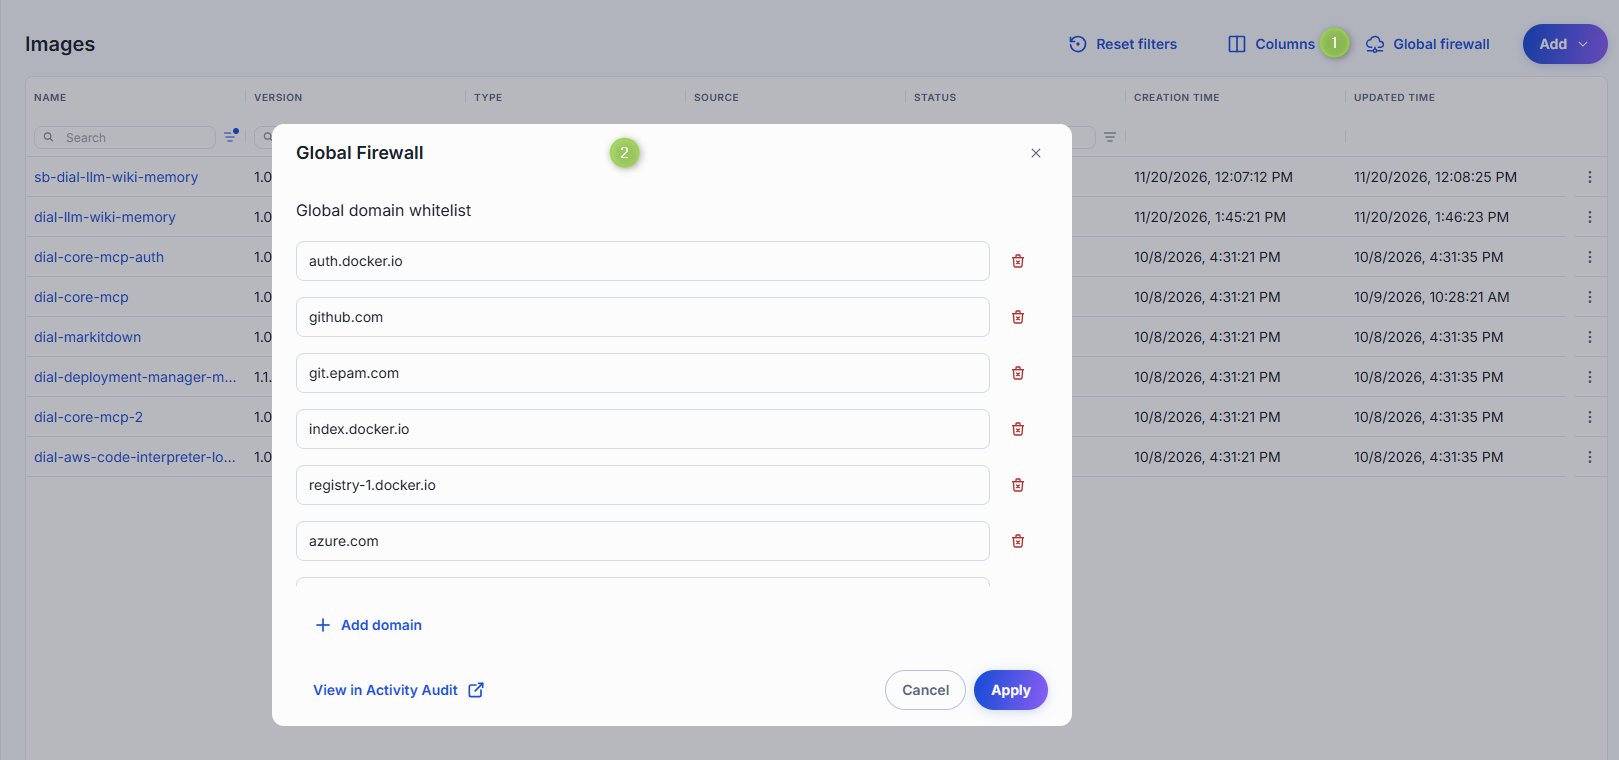 Images
Reset filters
Columns
1
Global firewall
Add
NAME
VERSION
TYPE
SOURCE
STATUS
CREATION TIME
UPDATED TIME
Search
Global Firewall
2
Global domain whitelist
auth.docker.io
github.com
git.epam.com
index.docker.io
registry-1.docker.io
azure.com
Add domain
View in Activity Audit
Cancel
Apply
sb-dial-llm-wiki-memory 1.0 11/20/2026, 12:07:12 PM 11/20/2026, 12:08:25 PM
dial-llm-wiki-memory 1.0 11/20/2026, 1:45:21 PM 11/20/2026, 1:46:23 PM
dial-core-mcp-auth 1.0 10/8/2026, 4:31:21 PM 10/8/2026, 4:31:35 PM
dial-core-mcp 1.0 10/8/2026, 4:31:21 PM 10/9/2026, 10:28:21 AM
dial-markitdown 1.0 10/8/2026, 4:31:21 PM 10/8/2026, 4:31:35 PM
dial-deployment-manager-m... 1.1. 10/8/2026, 4:31:21 PM 10/8/2026, 4:31:35 PM
dial-core-mcp-2 1.0 10/8/2026, 4:31:21 PM 10/8/2026, 4:31:35 PM
dial-aws-code-interpreter-lo... 1.0 10/8/2026, 4:31:21 PM 10/8/2026, 4:31:35 PM